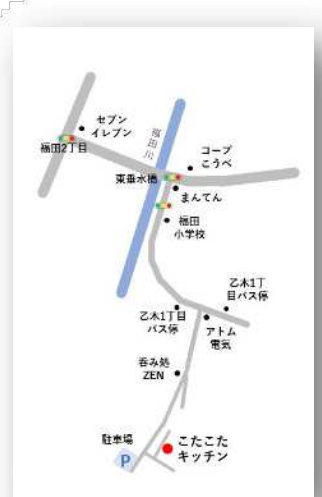 セブン
イレブン
福田2丁目
福田川
コープ
こうべ
東垂水橋
まんてん
福田
小学校
乙木1丁
目バス停
乙木1丁目
バス停
アトム
電気
呑み処
ZEN
駐車場
P
こたこた
キッチン